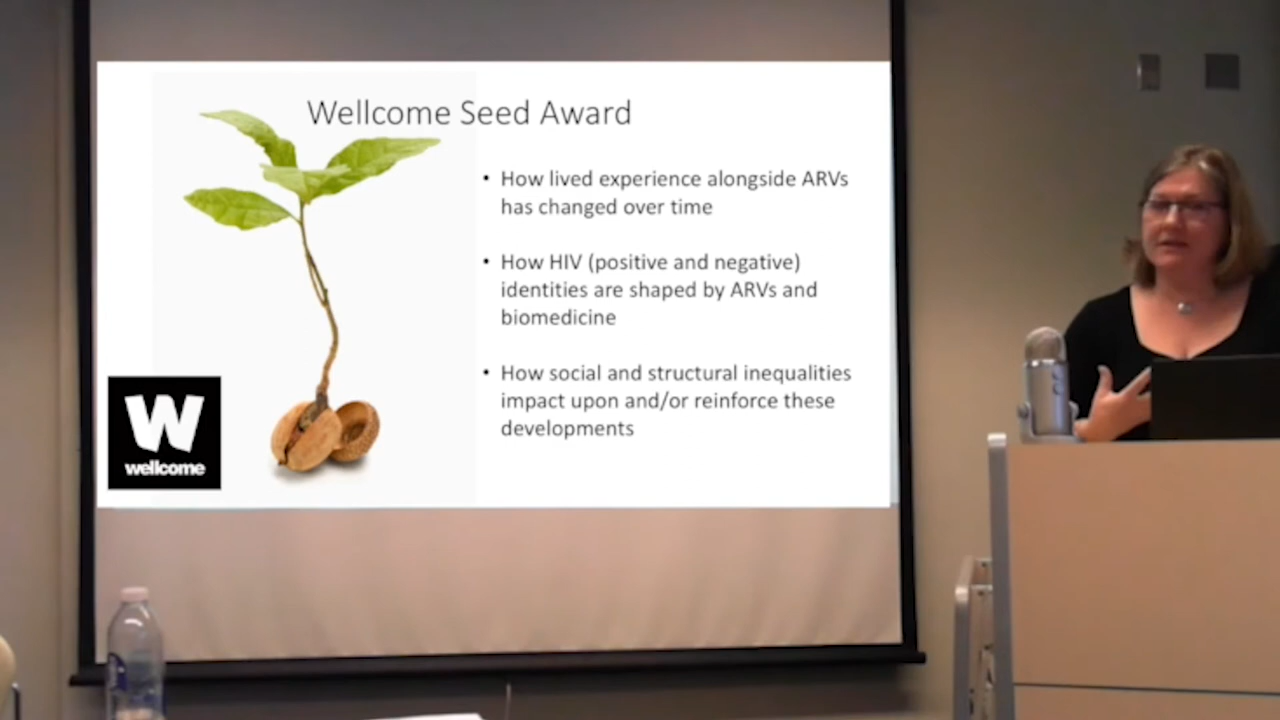 Wellcome Seed Award
• How lived experience alongside ARVs
has changed over time
• How HIV (positive and negative)
identities are shaped by ARVs and
biomedicine
• How social and structural inequalities
impact upon and/or reinforce these
developments
W
wellcome